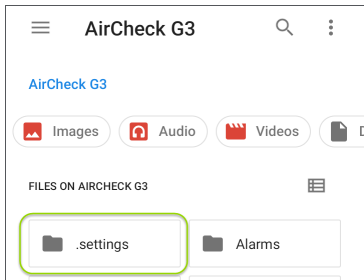 AirCheck G3
AirCheck G3
Images Audio Videos
FILES ON AIRCHECK G3
.settings Alarms